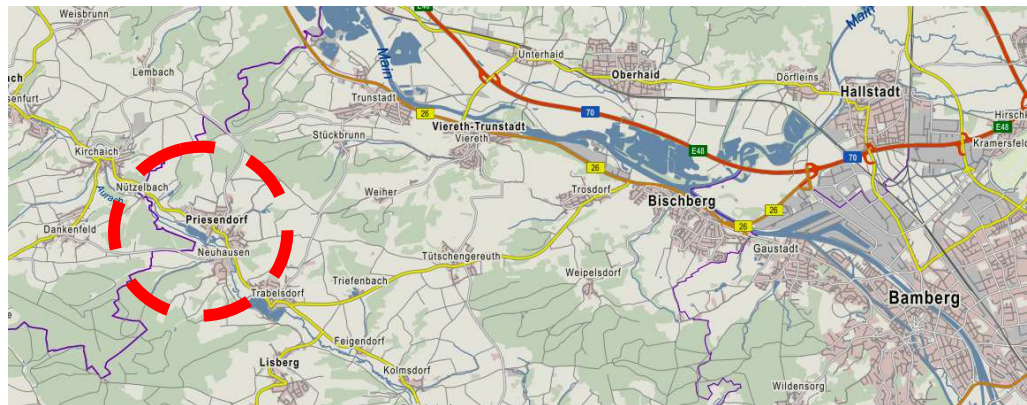 Weisbrunn
E48
Main
Main
Unterhaid
Lembach
Oberhaid
Dörfleins
Hallstadt
Trunstadt
26
70
Viereth-Trunstadt
Viereth
Stückbrunn
E48
Kramersfeld
E48
70
Kirchaich
Nützelbach
Aurach
Weiher
26
Trosdorf
Bischberg
26
26
Priesendorf
Dankenfeld
Neuhausen
Tütschengereuth
Gaustadt
Weipelsdorf
Triefenbach
Trabelsdorf
Bamberg
Feigendorf
Lisberg
Kolmsdorf
Wildensorg